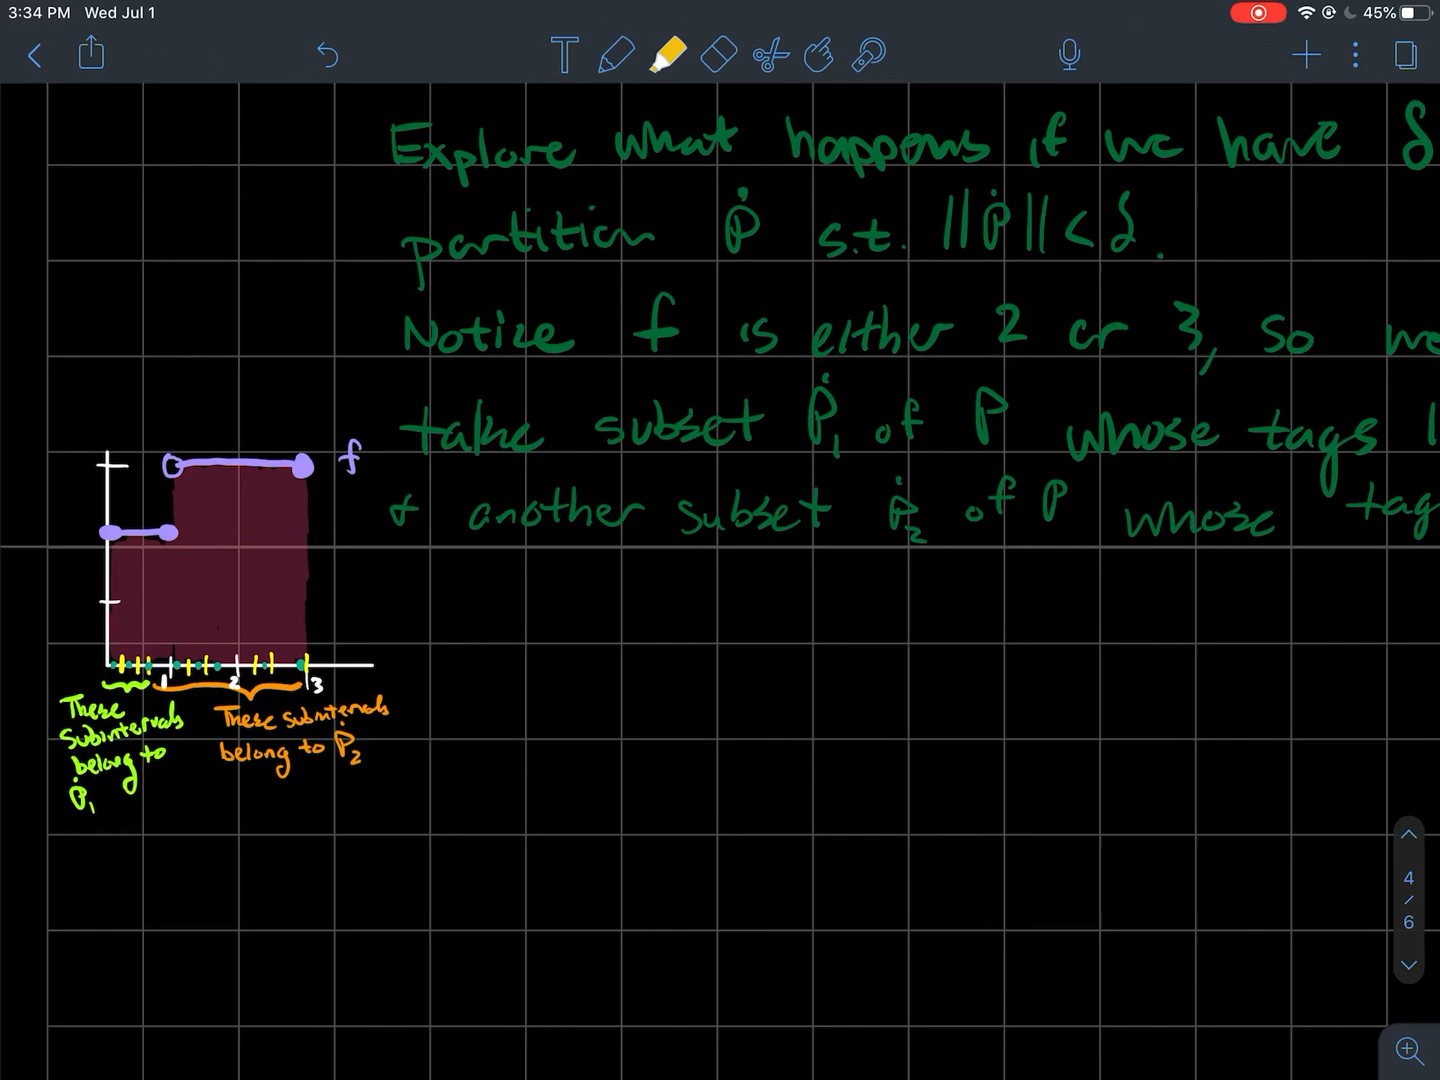 3:34 PM Wed Jul 1
45%
T
Explore what happens if we have δ
partition Ṗ s.t. ||Ṗ|| < δ.
Notice f is either 2 or 3, so we
take subset Ṗ₁ of P whose tags
& another subset Ṗ₂ of P whose tag
f
1
2
3
These
subintervals
belong to
Ṗ₁
These subintervals
belong to Ṗ₂
4
/
6